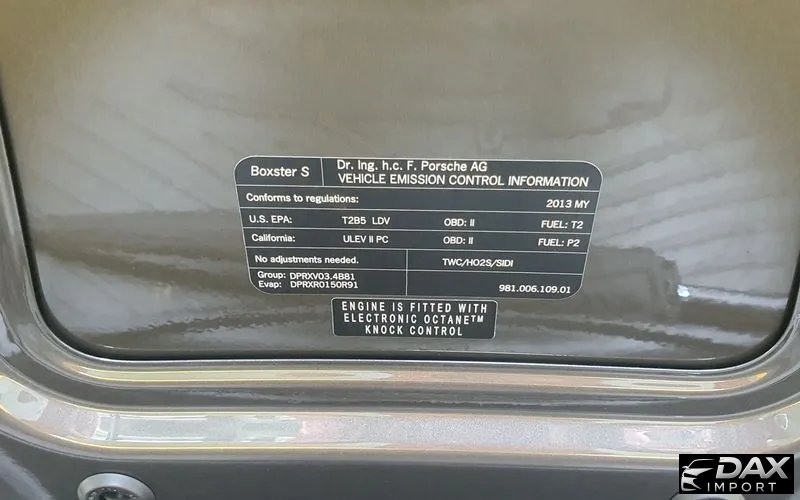 Boxster S
Dr. Ing. h.c. F. Porsche AG
VEHICLE EMISSION CONTROL INFORMATION
Conforms to regulations: 2013 MY
U.S. EPA: T2B5 LDV OBD: II FUEL: T2
California: ULEV II PC OBD: II FUEL: P2
No adjustments needed. TWC/HO2S/SIDI
Group: DPRXV03.4B81
Evap: DPRXR0150R91
981.006.109.01
ENGINE IS FITTED WITH
ELECTRONIC OCTANE™
KNOCK CONTROL
DAX
IMPORT